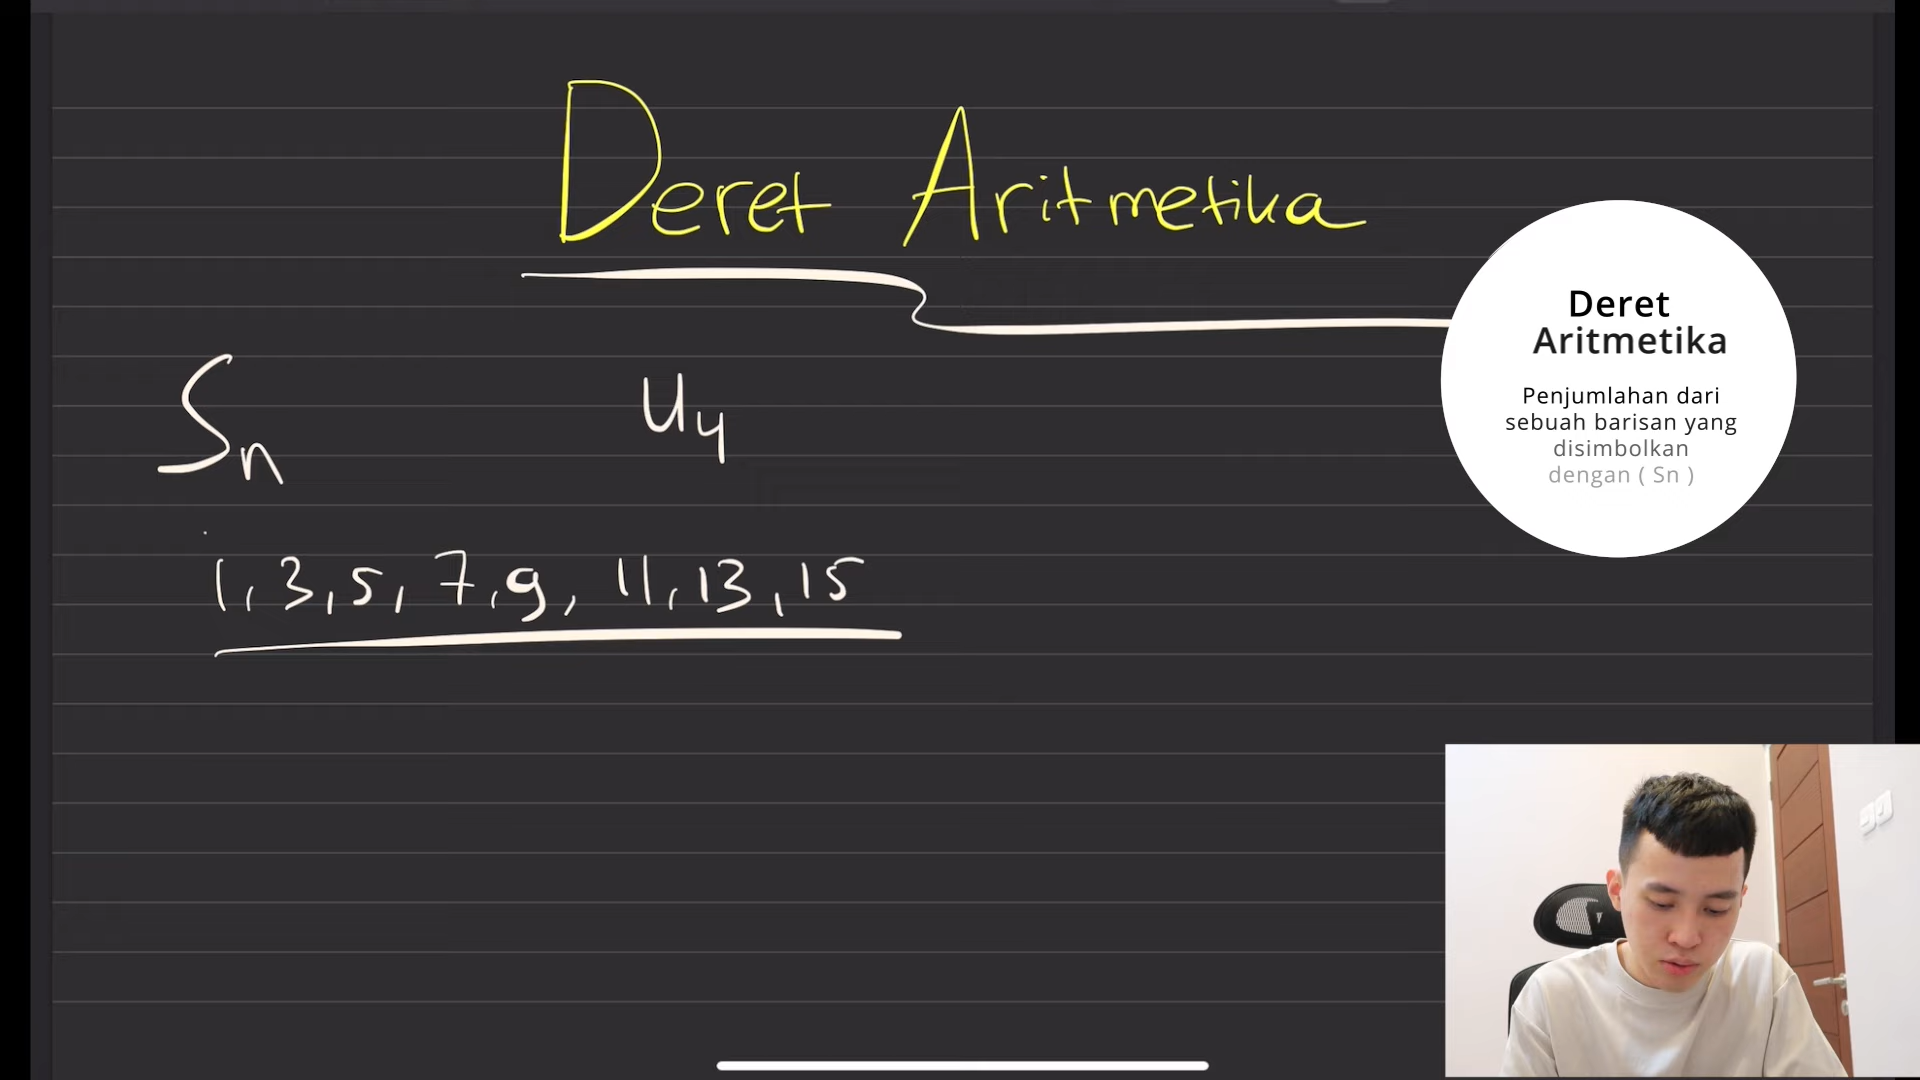 Deret Aritmetika
Sn
U4
1, 3, 5, 7, 9, 11, 13, 15
Deret
Aritmetika
Penjumlahan dari
sebuah barisan yang
disimbolkan
dengan ( Sn )